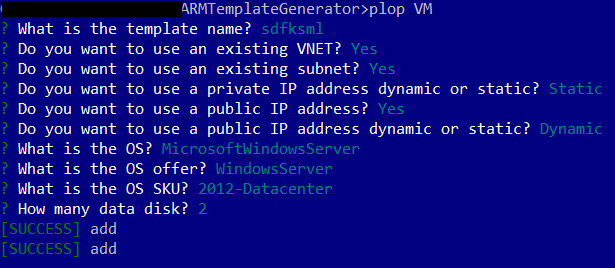 ARMTemplateGenerator>plop VM
? What is the template name? sdfksml
? Do you want to use an existing VNET? Yes
? Do you want to use an existing subnet? Yes
? Do you want to use a private IP address dynamic or static? Static
? Do you want to use a public IP address? Yes
? Do you want to use a public IP address dynamic or static? Dynamic
? What is the OS? MicrosoftWindowsServer
? What is the OS offer? WindowsServer
? What is the OS SKU? 2012-Datacenter
? How many data disk? 2
[SUCCESS] add
[SUCCESS] add